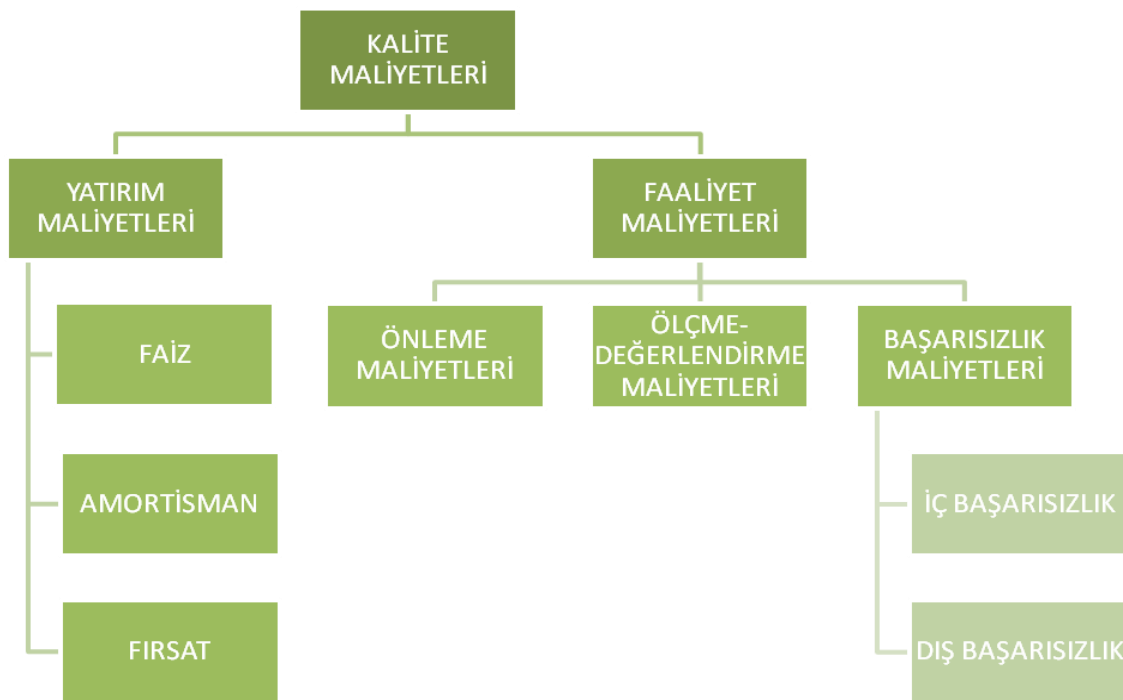 KALİTE
MALİYETLERİ
YATIRIM
MALİYETLERİ
FAALİYET
MALİYETLERİ
FAİZ
ÖNLEME
MALİYETLERİ
ÖLÇME-
DEĞERLENDİRME
MALİYETLERİ
BAŞARISIZLIK
MALİYETLERİ
AMORTİSMAN
İÇ BAŞARISIZLIK
FIRSAT
DIŞ BAŞARISIZLIK